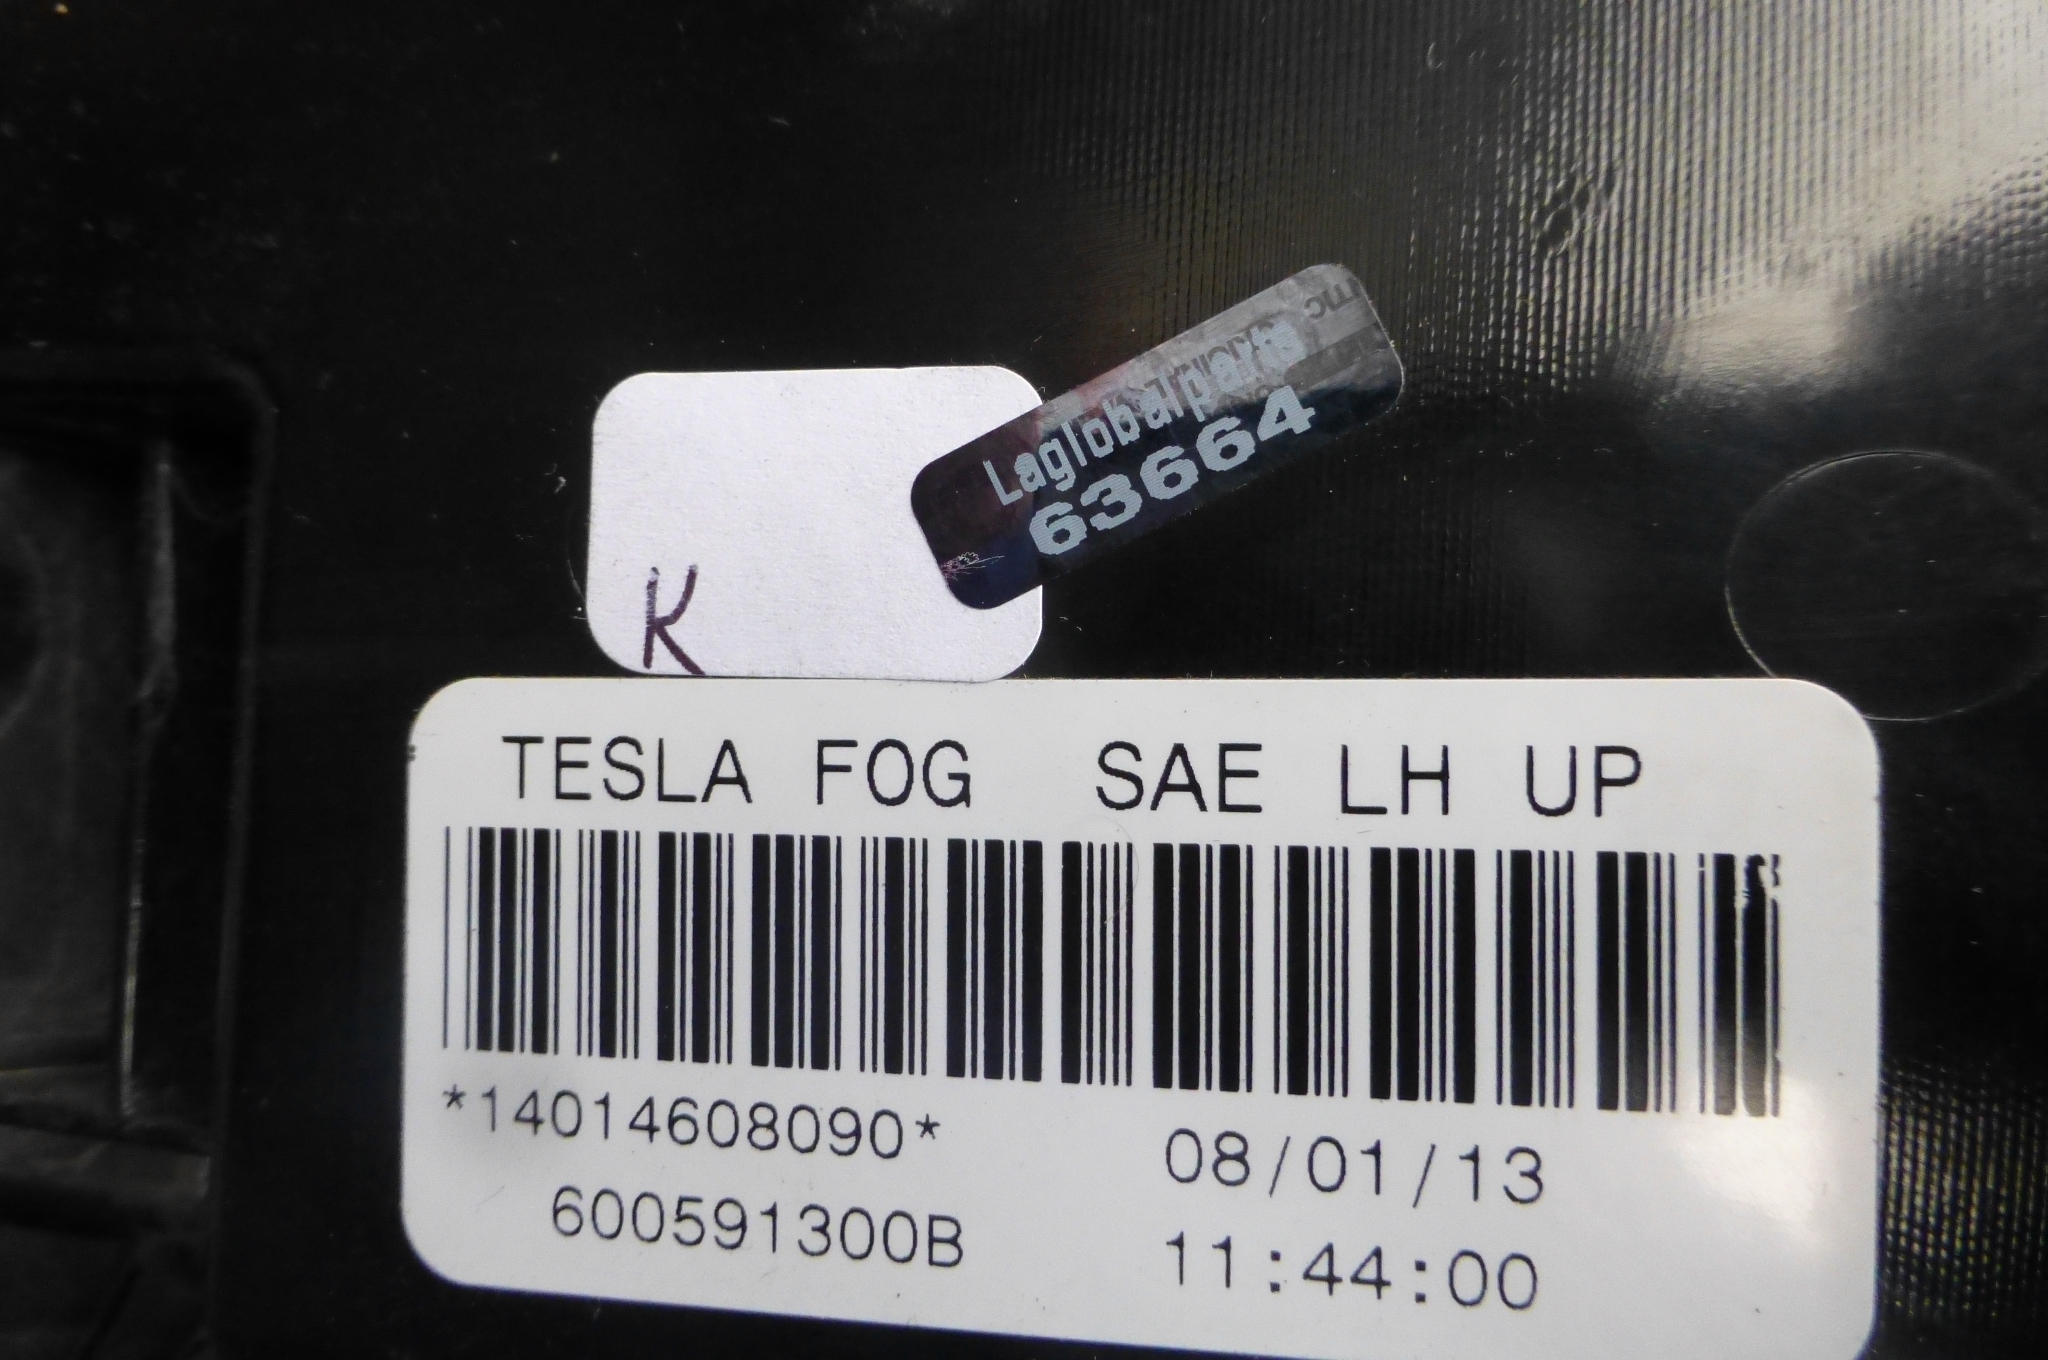 Laglobalparts
63664
K
TESLA FOG SAE LH UP
*14014608090*
08/01/13
600591300B
11:44:00